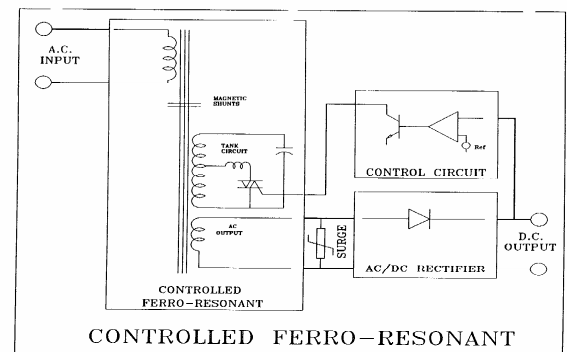 A.C.
INPUT
MAGNETIC
SHUNTS
TANK
CIRCUIT
Ref
CONTROL CIRCUIT
AC
OUTPUT
SURGE
D.C.
OUTPUT
AC/DC RECTIFIER
CONTROLLED
FERRO-RESONANT
CONTROLLED FERRO-RESONANT